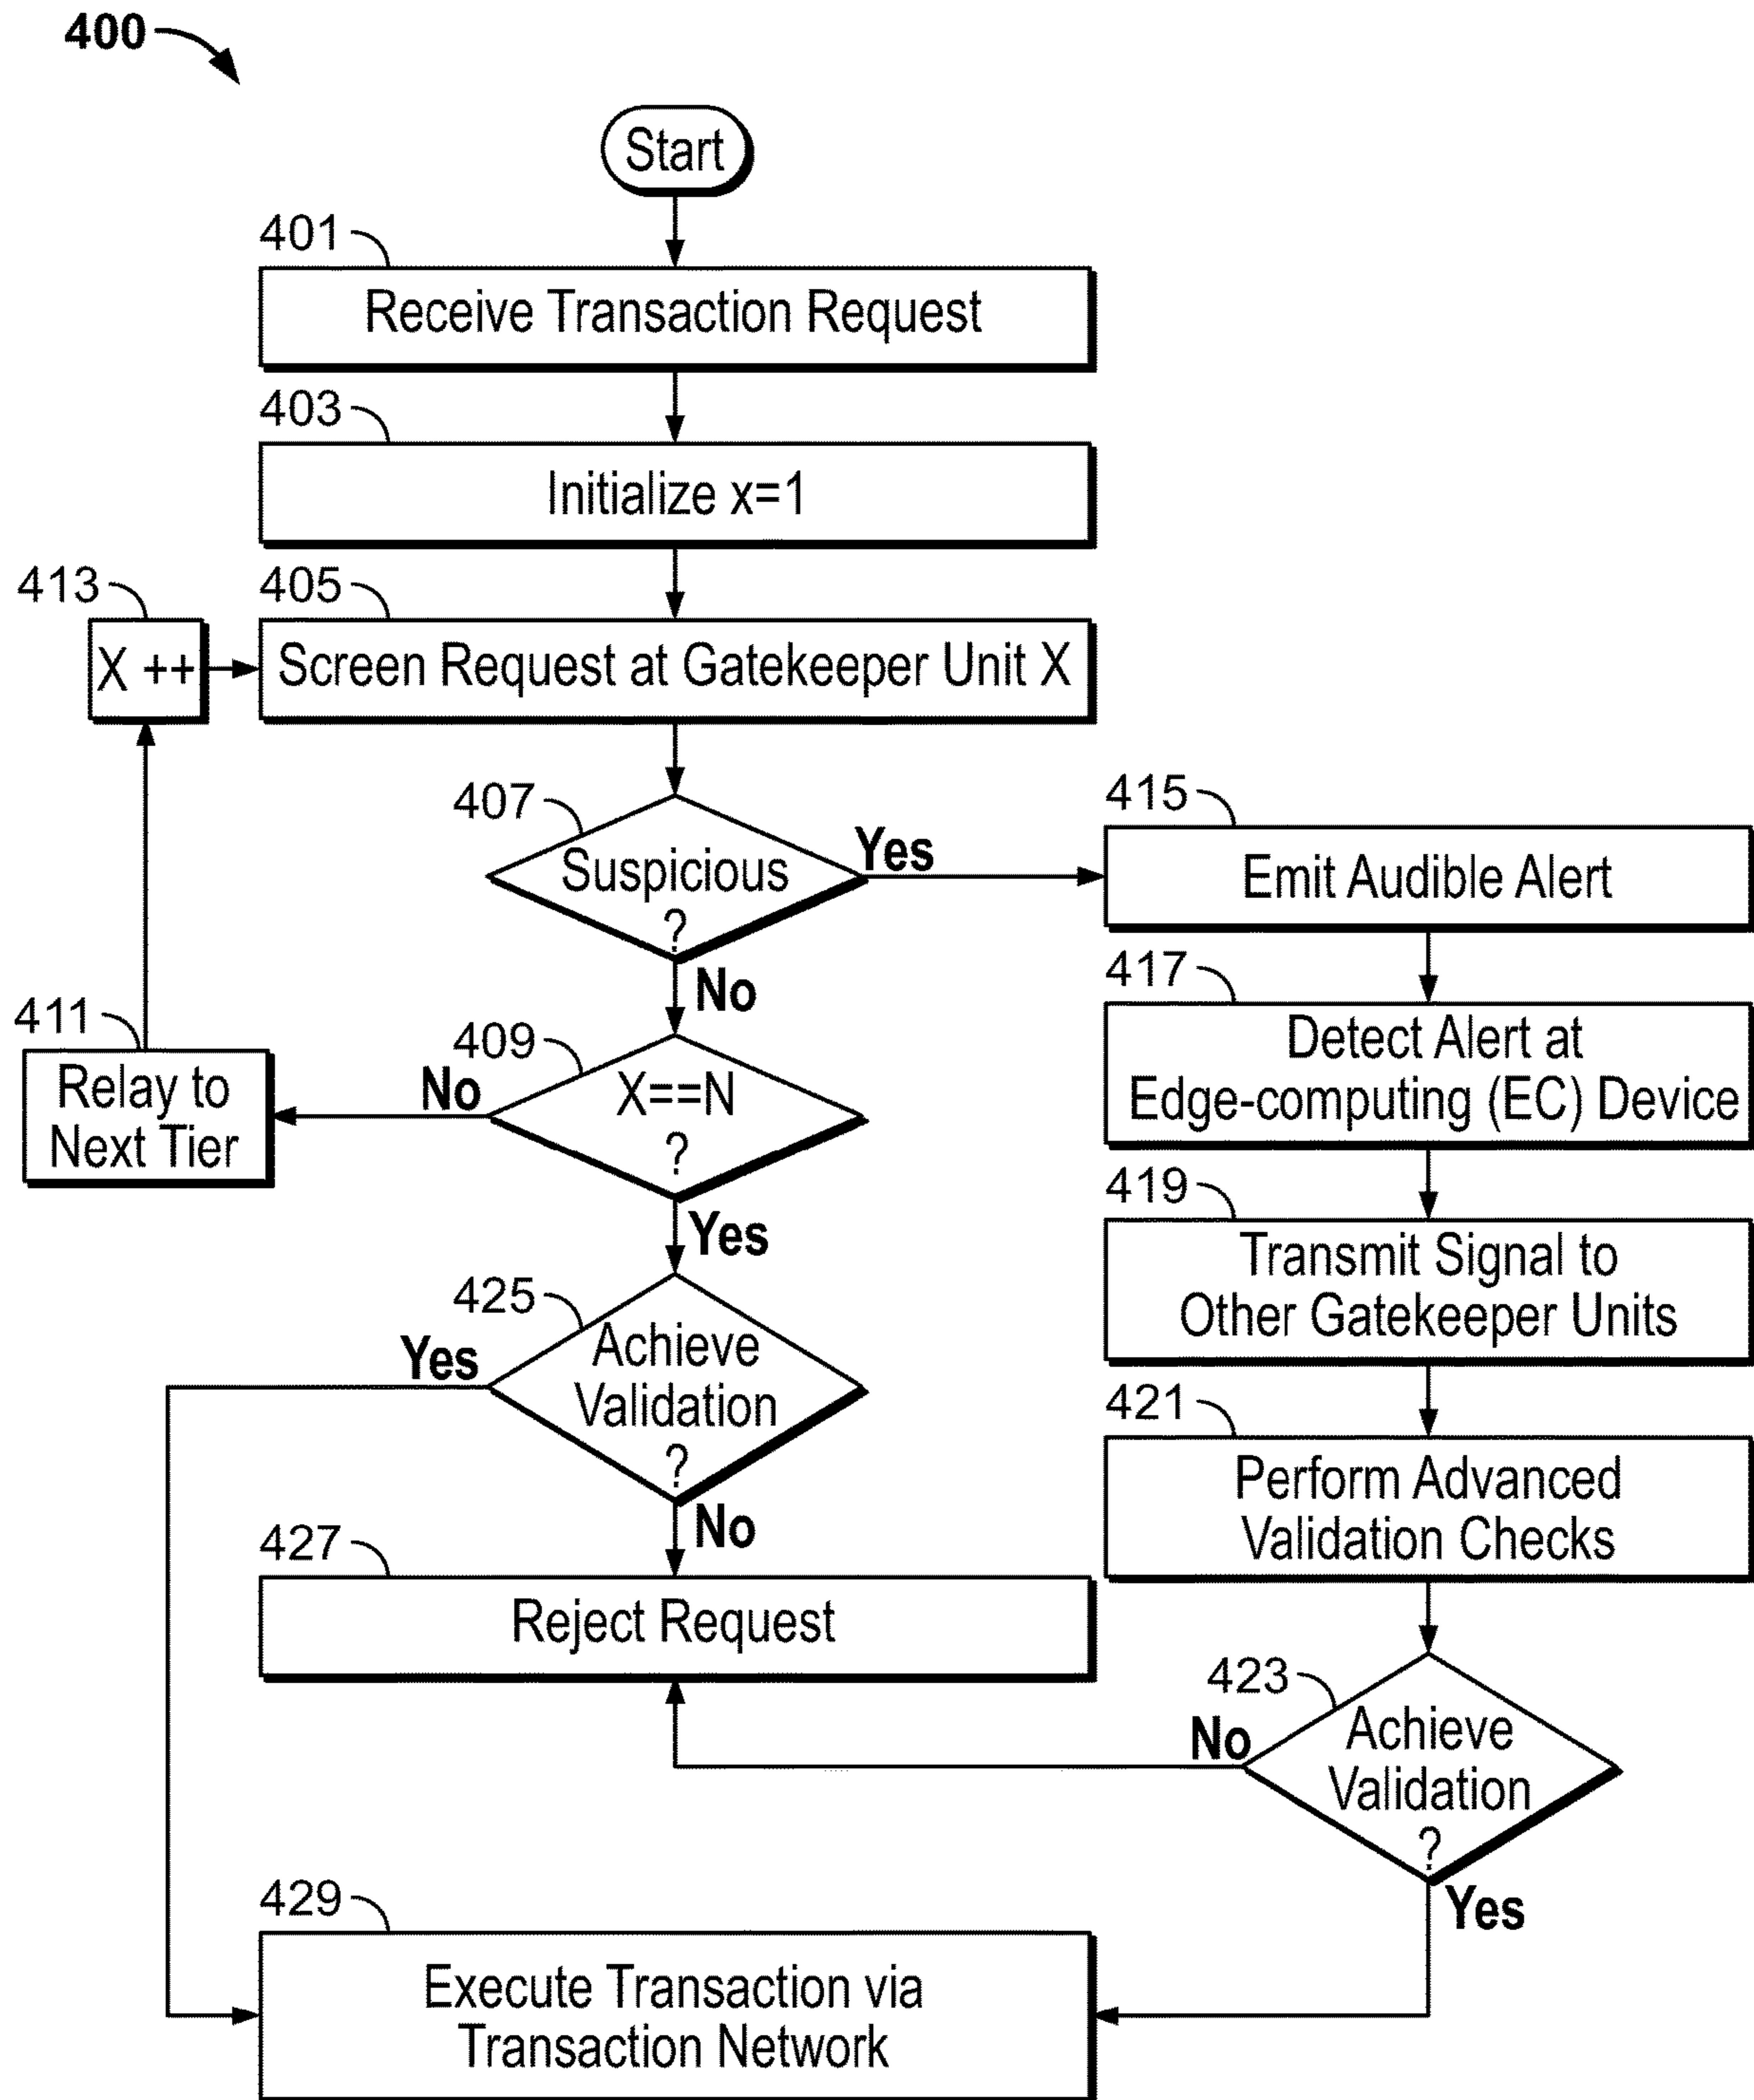 400
Start
401
Receive Transaction Request
403
Initialize x=1
413
X ++
405
Screen Request at Gatekeeper Unit X
407
Suspicious
?
Yes
No
415
Emit Audible Alert
417
Detect Alert at
Edge-computing (EC) Device
411
Relay to
Next Tier
409
X==N
?
No
Yes
419
Transmit Signal to
Other Gatekeeper Units
425
Achieve
Validation
?
Yes
No
421
Perform Advanced
Validation Checks
427
Reject Request
423
Achieve
Validation
?
No
Yes
429
Execute Transaction via
Transaction Network